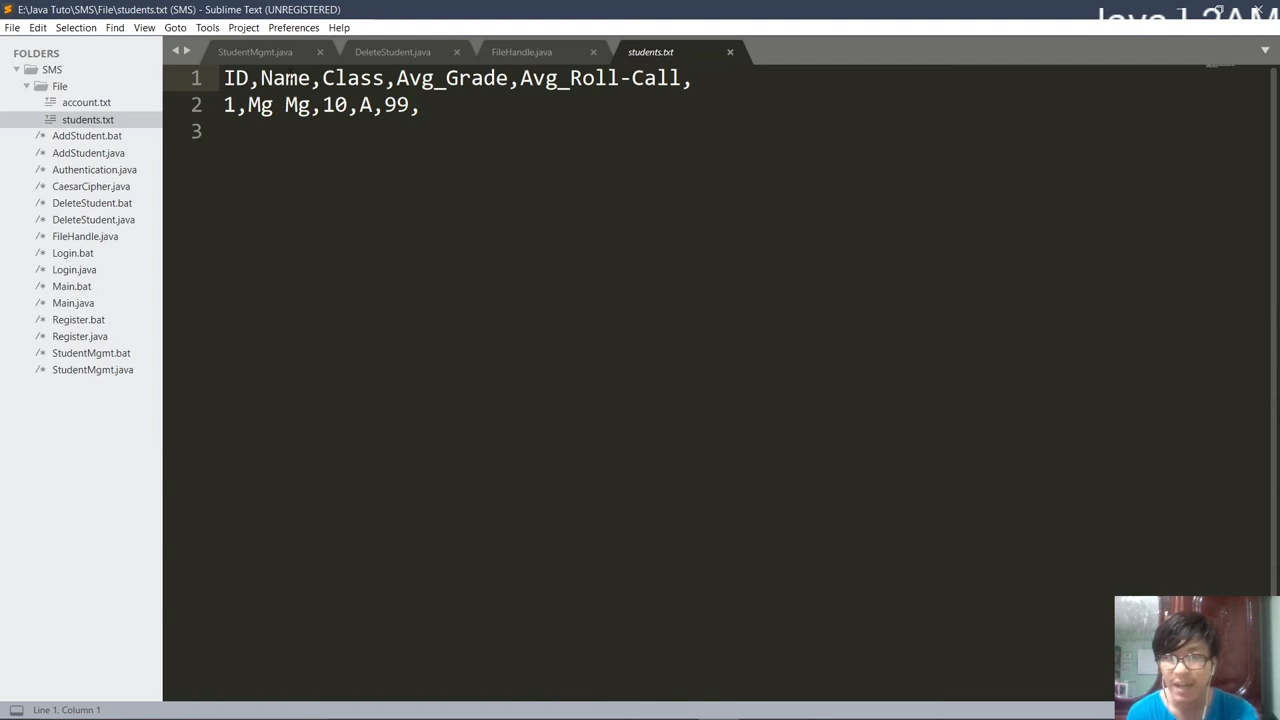 E:\Java Tuto\SMS\File\students.txt (SMS) - Sublime Text (UNREGISTERED)
File Edit Selection Find View Goto Tools Project Preferences Help
FOLDERS
SMS
File
account.txt
students.txt
AddStudent.bat
AddStudent.java
Authentication.java
CaesarCipher.java
DeleteStudent.bat
DeleteStudent.java
FileHandle.java
Login.bat
Login.java
Main.bat
Main.java
Register.bat
Register.java
StudentMgmt.bat
StudentMgmt.java
StudentMgmt.java DeleteStudent.java FileHandle.java students.txt
1 ID,Name,Class,Avg_Grade,Avg_Roll-Call,
2 1,Mg Mg,10,A,99,
3
Line 1, Column 1